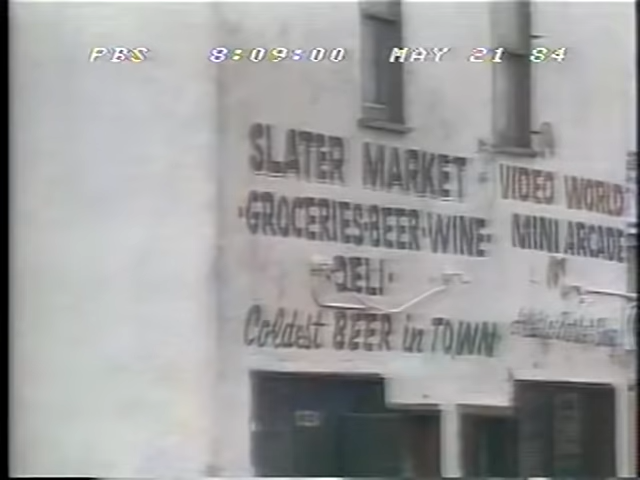 PBS 8:09:00 MAY 21 84
SLATER MARKET
·GROCERIES·BEER·WINE·
·DELI·
Coldest BEER in TOWN
VIDEO WORLD
MINI ARCADE